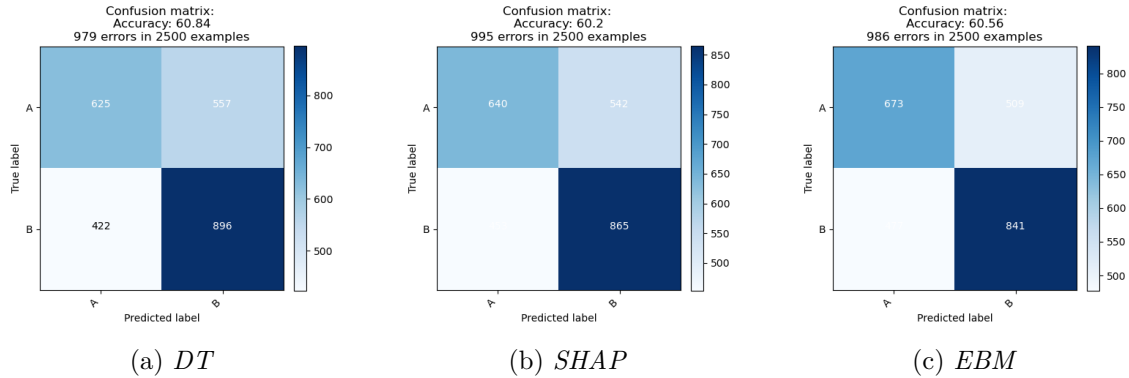 Confusion matrix:
Accuracy: 60.84
979 errors in 2500 examples
A
625
557
B
422
896
A
B
True label
Predicted label
800
700
600
500
(a) DT
Confusion matrix:
Accuracy: 60.2
995 errors in 2500 examples
A
640
542
B
865
A
B
True label
Predicted label
850
800
750
700
650
600
550
500
(b) SHAP
Confusion matrix:
Accuracy: 60.56
986 errors in 2500 examples
A
673
509
B
841
A
B
True label
Predicted label
800
750
700
650
600
550
500
(c) EBM